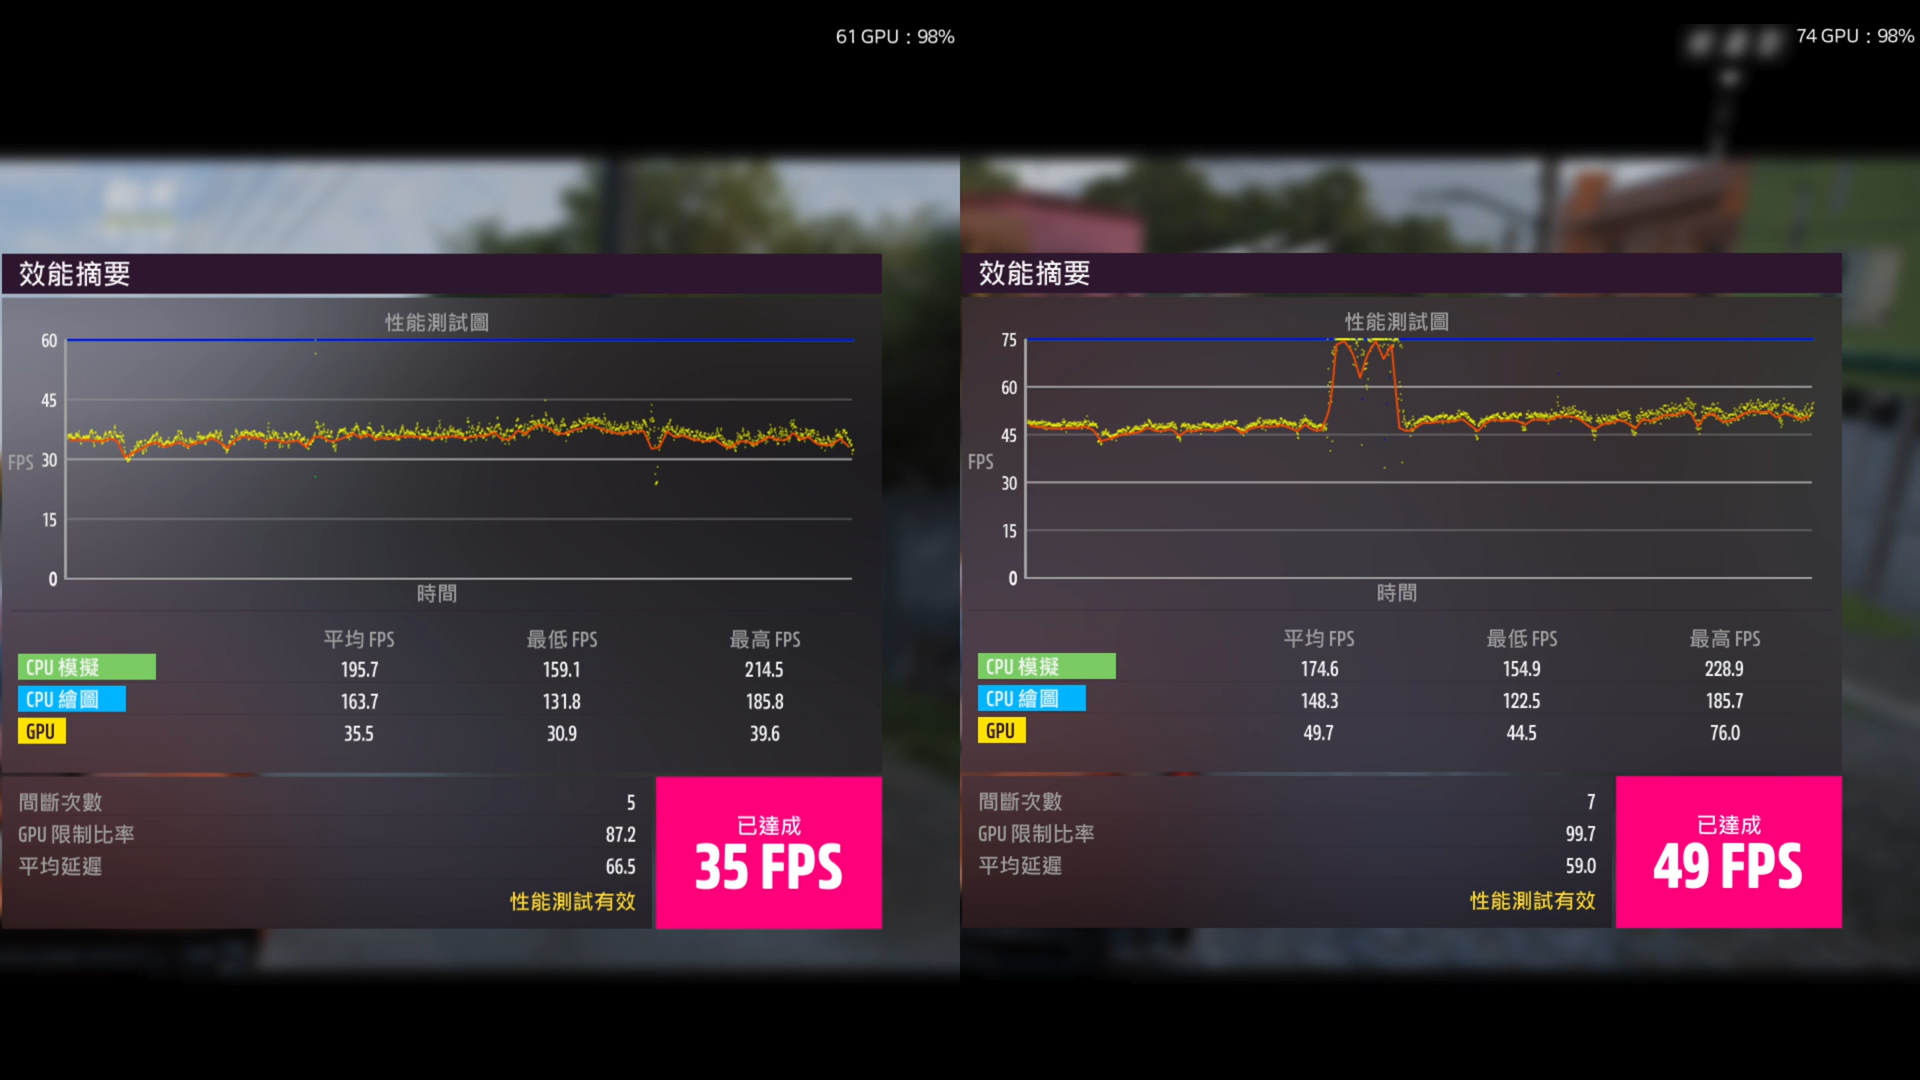 61 GPU：98%
效能摘要
性能測試圖
60
45
FPS 30
15
0
時間
平均 FPS 最低 FPS 最高 FPS
CPU 模擬 195.7 159.1 214.5
CPU 繪圖 163.7 131.8 185.8
GPU 35.5 30.9 39.6
間斷次數 5
GPU 限制比率 87.2
平均延遲 66.5
性能測試有效
已達成
35 FPS
74 GPU：98%
效能摘要
性能測試圖
75
60
45
FPS
30
15
0
時間
平均 FPS 最低 FPS 最高 FPS
CPU 模擬 174.6 154.9 228.9
CPU 繪圖 148.3 122.5 185.7
GPU 49.7 44.5 76.0
間斷次數 7
GPU 限制比率 99.7
平均延遲 59.0
性能測試有效
已達成
49 FPS